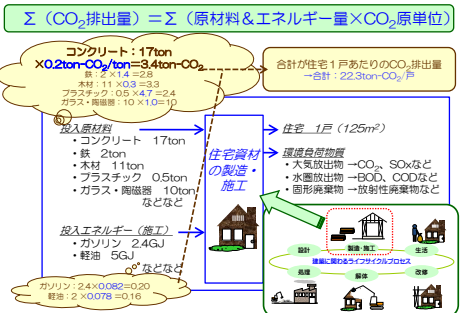 Σ（CO₂排出量）＝Σ（原材料＆エネルギー量×CO₂原単位）
コンクリート：17ton
×0.2ton-CO₂/ton＝3.4ton-CO₂
鉄：2×1.4＝2.8
木材：11×0.3＝3.3
プラスチック：0.5×4.7＝2.4
ガラス・陶磁器：10×1.0＝10
合計が住宅１戸あたりのCO₂排出量
→合計：22.3ton-CO₂/戸
投入原材料
・コンクリート　17ton
・鉄　2ton
・木材　11ton
・プラスチック　0.5ton
・ガラス・陶磁器　10ton
などなど
投入エネルギー（施工）
・ガソリン　2.4GJ
・軽油　5GJ
などなど
ガソリン：2.4×0.082＝0.20
軽油：2×0.078＝0.16
住宅資材
の製造・
施工
住宅　1戸（125m²）
環境負荷物質
・大気放出物 →CO₂、SOxなど
・水圏放出物 →BOD、CODなど
・固形廃棄物 →放射性廃棄物など
設計
製造・施工
生活
建築に関わるライフサイクルプロセス
処理
解体
改修